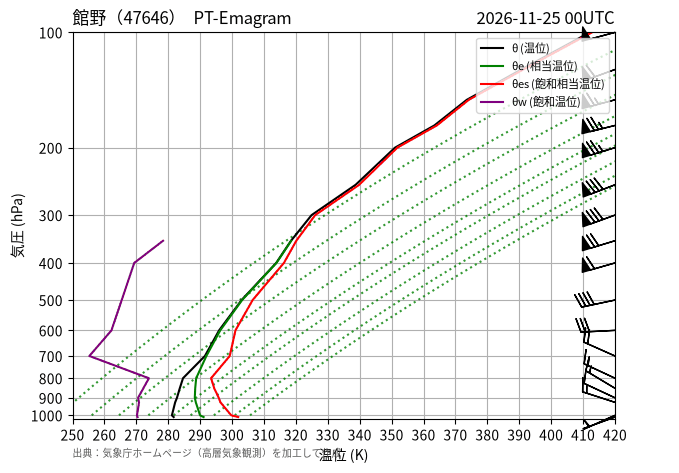 館野（47646） PT-Emagram
2026-11-25 00UTC
θ (温位)
θe (相当温位)
θes (飽和相当温位)
θw (飽和温位)
気圧 (hPa)
100
200
300
400
500
600
700
800
900
1000
250 260 270 280 290 300 310 320 330 340 350 360 370 380 390 400 410 420
温位 (K)
出典：気象庁ホームページ（高層気象観測）を加工して